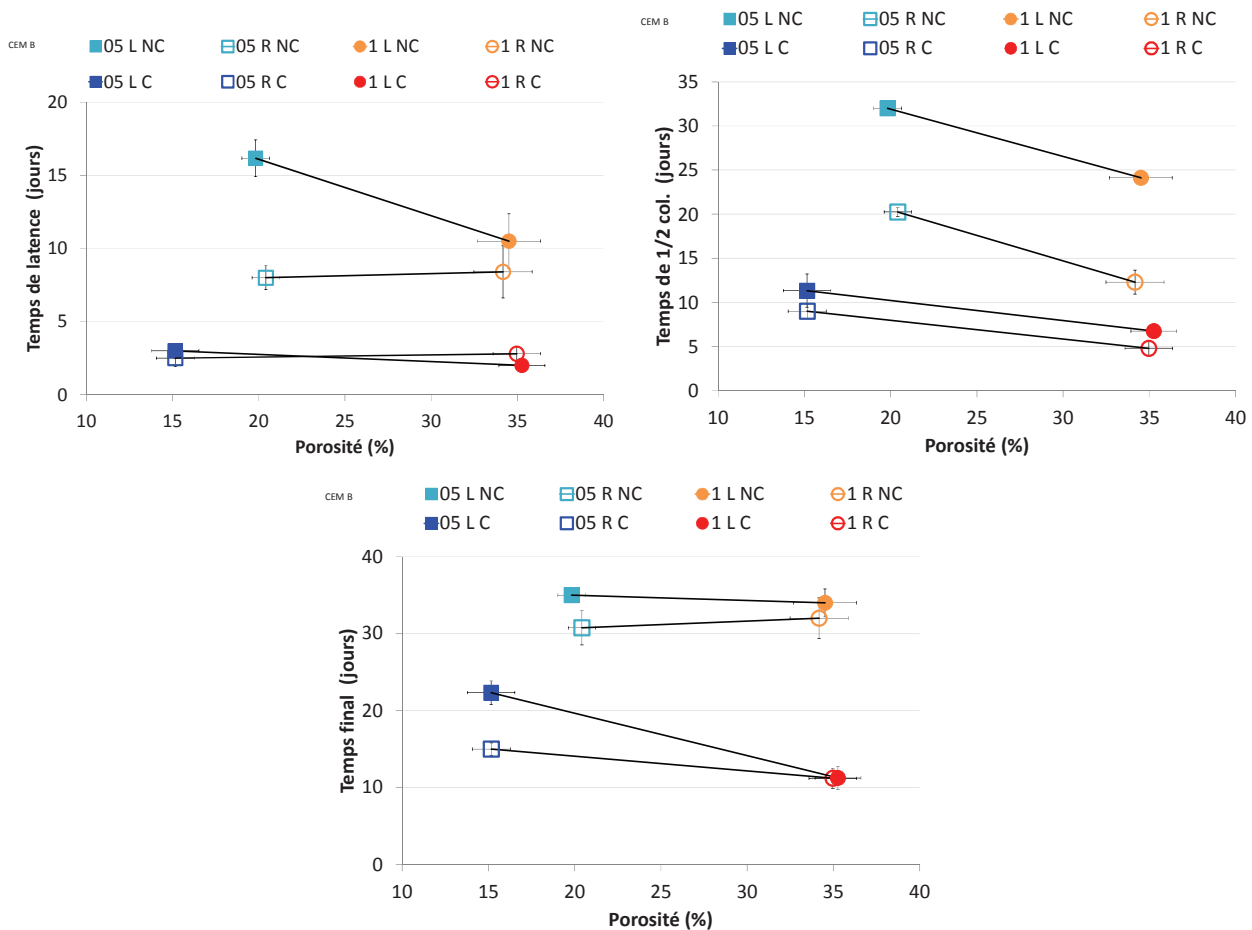 CEM B
05 L NC 05 R NC 1 L NC 1 R NC
05 L C 05 R C 1 L C 1 R C
20
15
10
5
0
10 15 20 25 30 35 40
Temps de latence (jours)
Porosité (%)
CEM B
05 L NC 05 R NC 1 L NC 1 R NC
05 L C 05 R C 1 L C 1 R C
35
30
25
20
15
10
5
0
10 15 20 25 30 35 40
Temps de 1/2 col. (jours)
Porosité (%)
CEM B
05 L NC 05 R NC 1 L NC 1 R NC
05 L C 05 R C 1 L C 1 R C
40
30
20
10
0
10 15 20 25 30 35 40
Temps final (jours)
Porosité (%)